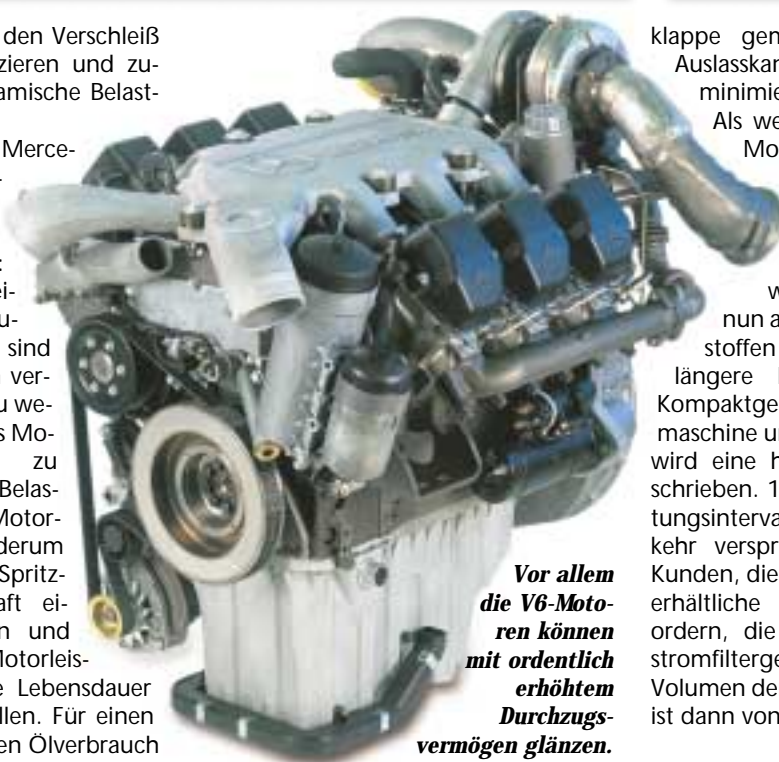 den Verschleiß
zieren und zu-
amische Belast-
Merce-
ei-
u-
sind
ver-
u we-
s Mo-
zu
Belas-
Motor-
derum
Spritz-
aft ei-
n und
Motorleis-
e Lebensdauer
llen. Für einen
en Ölverbrauch
Vor allem
die V6-Moto-
ren können
mit ordentlich
erhöhtem
Durchzugs-
vermögen glänzen.
klappe gen
Auslasskar
minimie
Als we
Mo
w
nun a
stoffen
längere
Kompaktge
maschine u
wird eine h
schrieben. 1
tungsinterva
kehr verspr
Kunden, die
erhältliche
ordern, die
stromfilterge
Volumen de
ist dann von